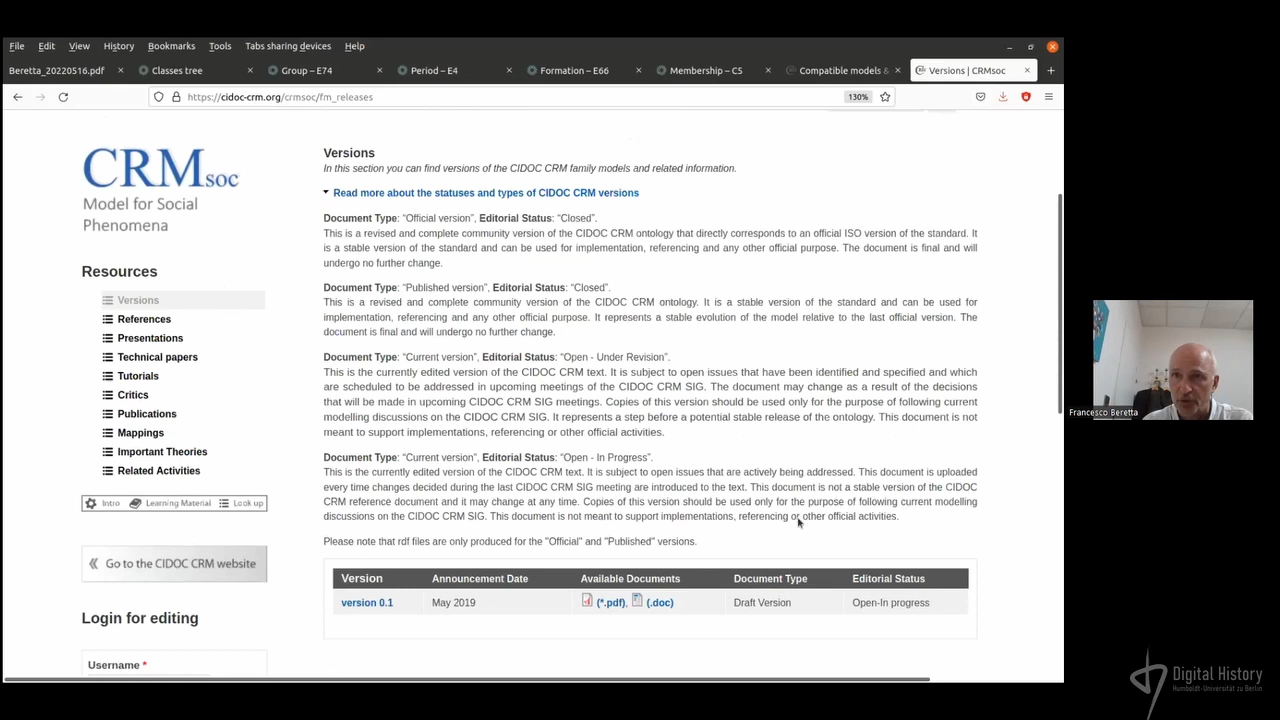 File Edit View History Bookmarks Tools Tabs sharing devices Help
Beretta_20220516.pdf Classes tree Group – E74 Period – E4 Formation – E66 Membership – C5 Compatible models & Versions | CRMsoc
https://cidoc-crm.org/crmsoc/fm_releases 130%
CRMsoc
Model for Social
Phenomena
Resources
Versions
References
Presentations
Technical papers
Tutorials
Critics
Publications
Mappings
Important Theories
Related Activities
Intro Learning Material Look up
Go to the CIDOC CRM website
Login for editing
Username *
Versions
In this section you can find versions of the CIDOC CRM family models and related information.
Read more about the statuses and types of CIDOC CRM versions
Document Type: “Official version”, Editorial Status: “Closed”.
This is a revised and complete community version of the CIDOC CRM ontology that directly corresponds to an official ISO version of the standard. It
is a stable version of the standard and can be used for implementation, referencing and any other official purpose. The document is final and will
undergo no further change.
Document Type: “Published version”, Editorial Status: “Closed”.
This is a revised and complete community version of the CIDOC CRM ontology. It is a stable version of the standard and can be used for
implementation, referencing and any other official purpose. It represents a stable evolution of the model relative to the last official version. The
document is final and will undergo no further change.
Document Type: “Current version”, Editorial Status: “Open - Under Revision”.
This is the currently edited version of the CIDOC CRM text. It is subject to open issues that have been identified and specified and which
are scheduled to be addressed in upcoming meetings of the CIDOC CRM SIG. The document may change as a result of the decisions
that will be made in upcoming CIDOC CRM SIG meetings. Copies of this version should be used only for the purpose of following current
modelling discussions on the CIDOC CRM SIG. It represents a step before a potential stable release of the ontology. This document is not
meant to support implementations, referencing or other official activities.
Document Type: “Current version”, Editorial Status: “Open - In Progress”.
This is the currently edited version of the CIDOC CRM text. It is subject to open issues that are actively being addressed. This document is uploaded
every time changes decided during the last CIDOC CRM SIG meeting are introduced to the text. This document is not a stable version of the CIDOC
CRM reference document and it may change at any time. Copies of this version should be used only for the purpose of following current modelling
discussions on the CIDOC CRM SIG. This document is not meant to support implementations, referencing or other official activities.
Please note that rdf files are only produced for the "Official" and "Published" versions.
Version Announcement Date Available Documents Document Type Editorial Status
version 0.1 May 2019 (*.pdf), (.doc) Draft Version Open-In progress
Francesco Beretta
Digital History
Humboldt-Universität zu Berlin